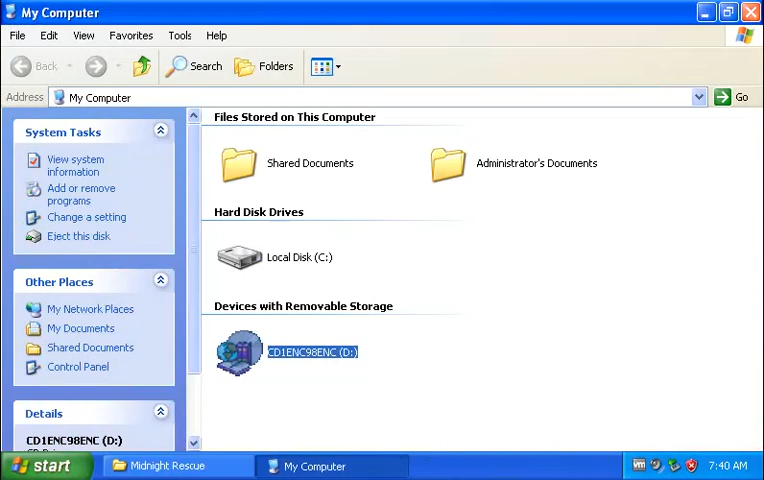 My Computer
File Edit View Favorites Tools Help
Back Search Folders
Address My Computer Go
System Tasks
View system
information
Add or remove
programs
Change a setting
Eject this disk
Other Places
My Network Places
My Documents
Shared Documents
Control Panel
Details
CD1ENC98ENC (D:)
Files Stored on This Computer
Shared Documents Administrator's Documents
Hard Disk Drives
Local Disk (C:)
Devices with Removable Storage
CD1ENC98ENC (D:)
start Midnight Rescue My Computer vm 7:40 AM